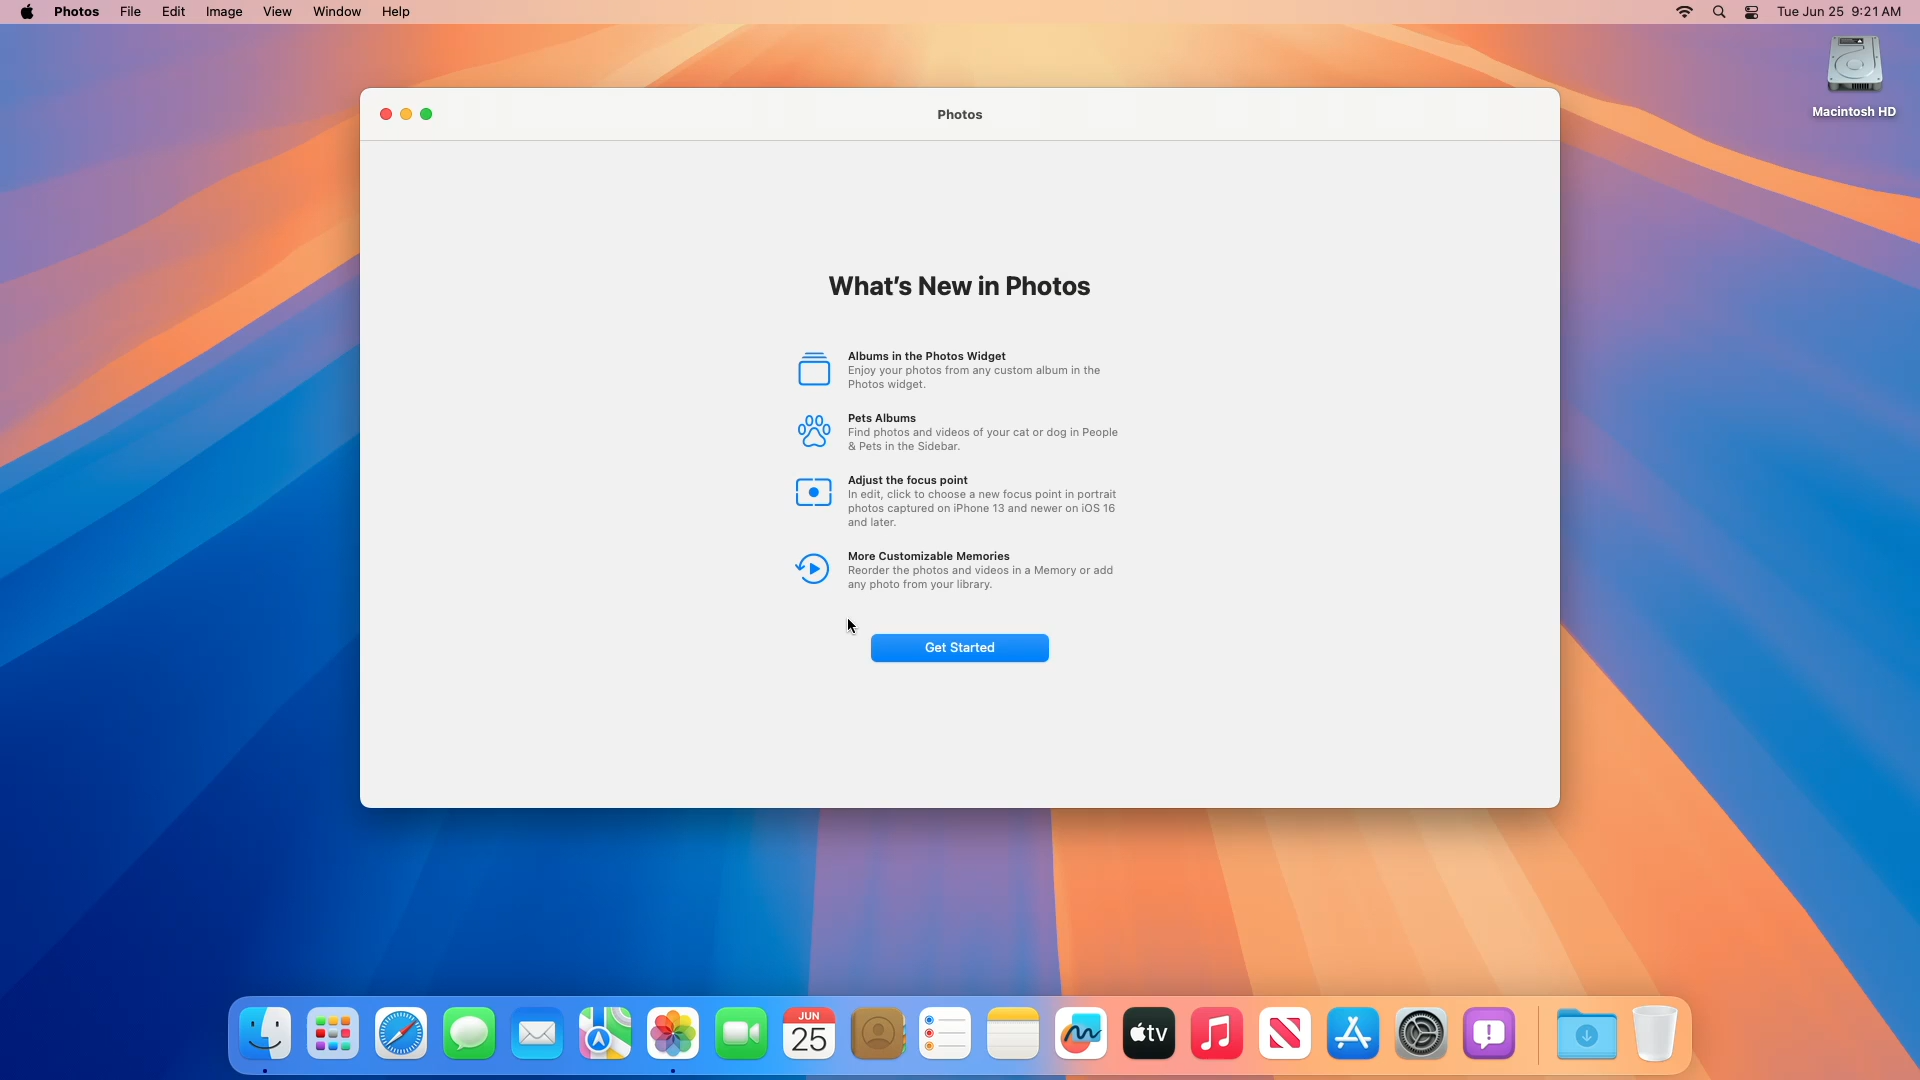 Photos File Edit Image View Window Help Tue Jun 25 9:21 AM
Macintosh HD
Photos
What's New in Photos
Albums in the Photos Widget
Enjoy your photos from any custom album in the
Photos widget.
Pets Albums
Find photos and videos of your cat or dog in People
& Pets in the Sidebar.
Adjust the focus point
In edit, click to choose a new focus point in portrait
photos captured on iPhone 13 and newer on iOS 16
and later.
More Customizable Memories
Reorder the photos and videos in a Memory or add
any photo from your library.
Get Started
JUN
25
tv